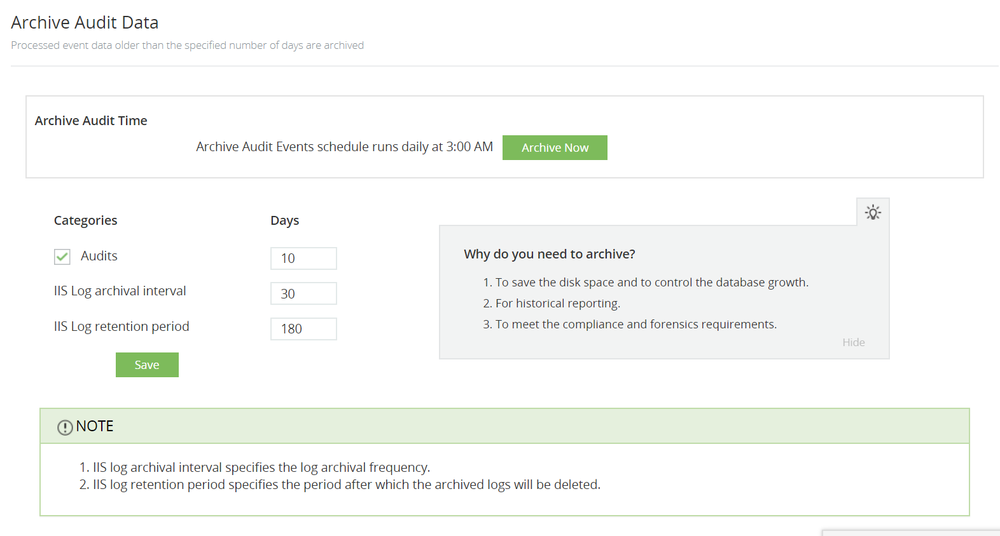 Archive Audit Data
Processed event data older than the specified number of days are archived
Archive Audit Time
Archive Audit Events schedule runs daily at 3:00 AM
Archive Now
Categories
Days
Audits
10
IIS Log archival interval
30
IIS Log retention period
180
Save
Why do you need to archive?
1. To save the disk space and to control the database growth.
2. For historical reporting.
3. To meet the compliance and forensics requirements.
Hide
NOTE
1. IIS log archival interval specifies the log archival frequency.
2. IIS log retention period specifies the period after which the archived logs will be deleted.